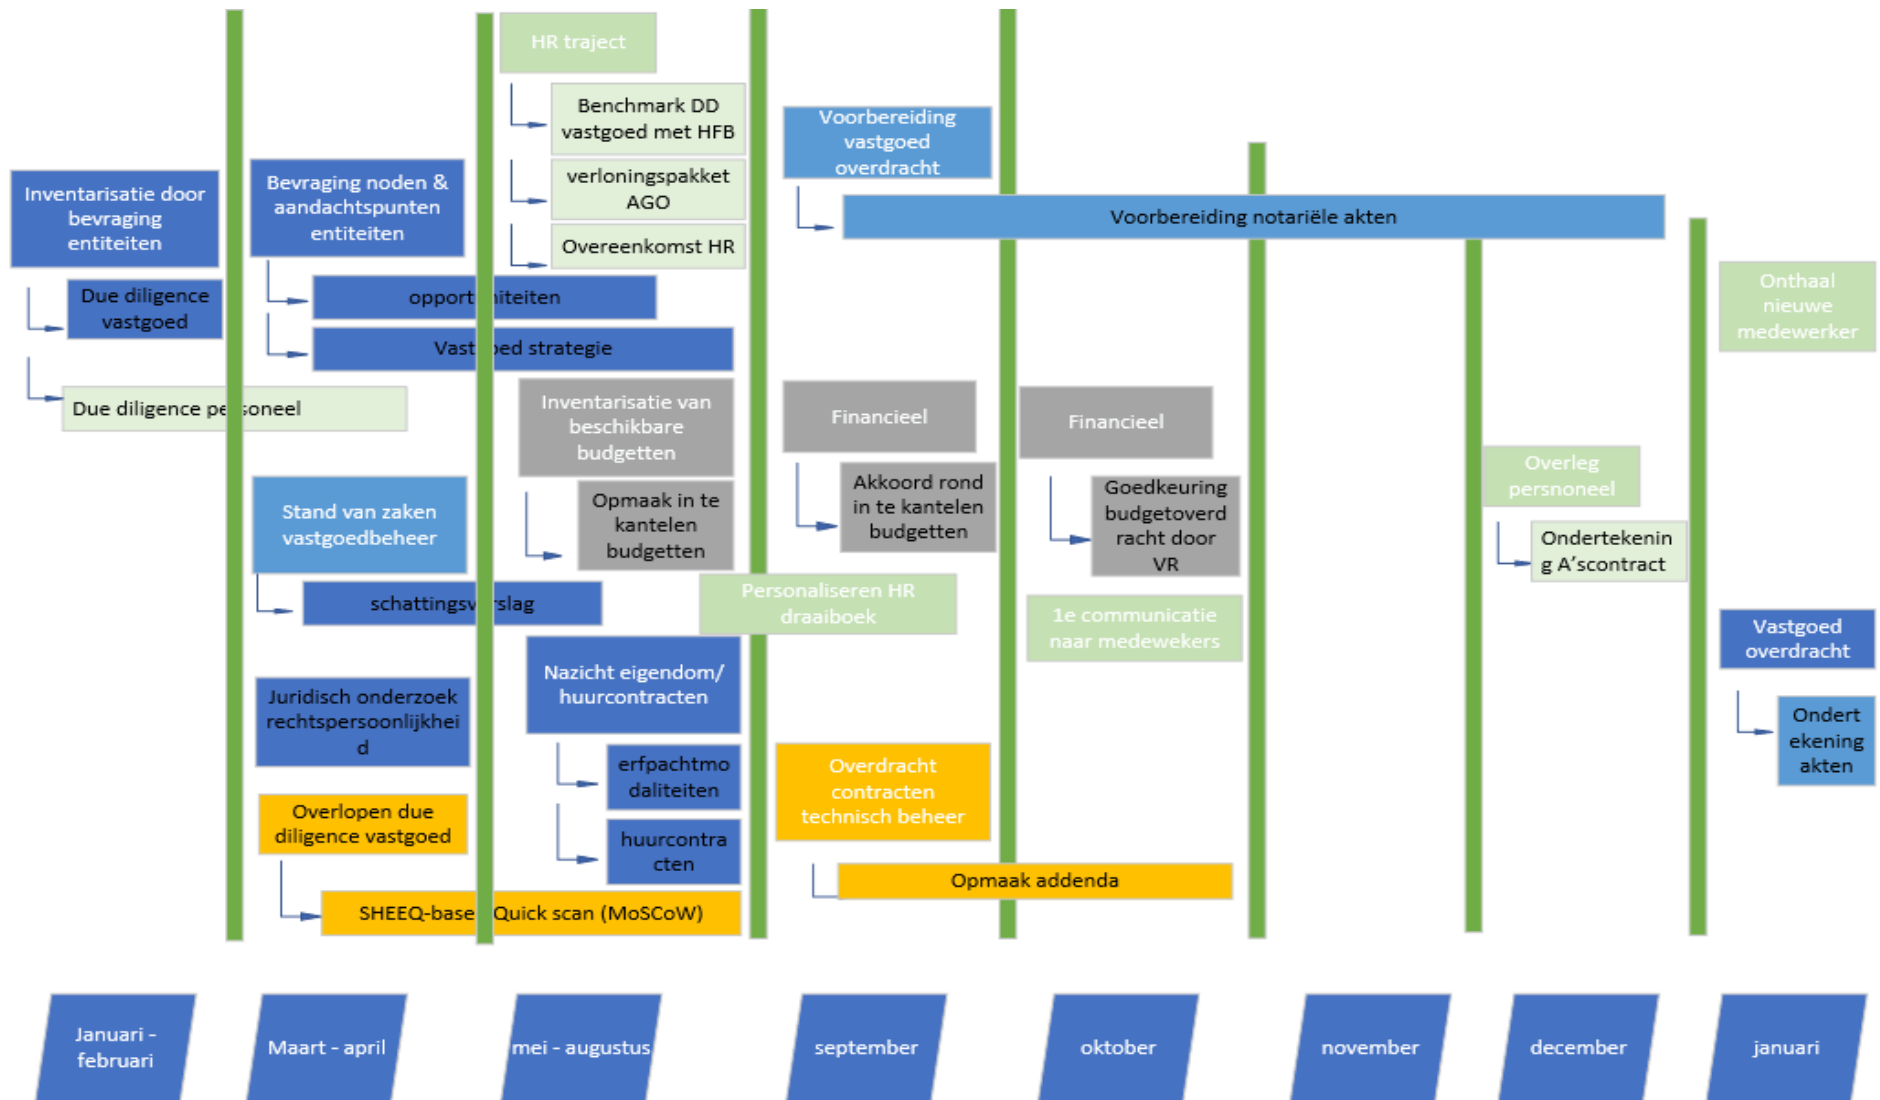 HR traject
Benchmark DD
vastgoed met HFB
verloningspakket
AGO
Overeenkomst HR
Voorbereiding
vastgoed
overdracht
Voorbereiding notariële akten
Inventarisatie door
bevraging
entiteiten
Due diligence
vastgoed
Due diligence pe soneel
Bevraging noden &
aandachtspunten
entiteiten
opport niteiten
Vast oed strategie
Inventarisatie van
beschikbare
budgetten
Opmaak in te
kantelen
budgetten
Financieel
Akkoord rond
in te kantelen
budgetten
Financieel
Goedkeuring
budgetoverd
racht door
VR
Onthaal
nieuwe
medewerker
Overleg
persnoneel
Ondertekenin
g A'scontract
Stand van zaken
vastgoedbeheer
schattingsv rslag
Personaliseren HR
draaiboek
1e communicatie
naar medewekers
Vastgoed
overdracht
Ondert
ekening
akten
Juridisch onderzoek
rechtspersoonlijkhei
d
Nazicht eigendom/
huurcontracten
erfpachtmo
daliteiten
huurcontra
cten
Overlopen due
diligence vastgoed
SHEEQ-base Quick scan (MoSCoW)
Overdracht
contracten
technisch beheer
Opmaak addenda
Januari -
februari
Maart - april
mei - augustus
september
oktober
november
december
januari